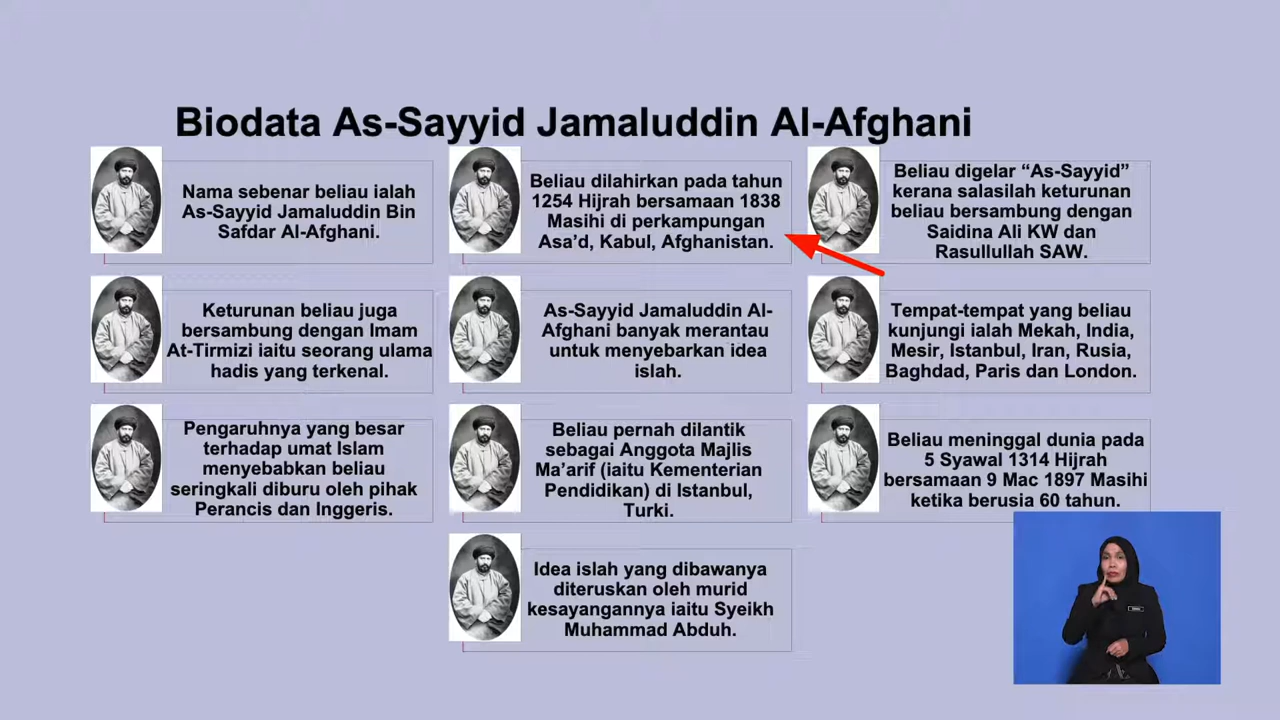 Biodata As-Sayyid Jamaluddin Al-Afghani
Nama sebenar beliau ialah
As-Sayyid Jamaluddin Bin
Safdar Al-Afghani.
Beliau dilahirkan pada tahun
1254 Hijrah bersamaan 1838
Masihi di perkampungan
Asa’d, Kabul, Afghanistan.
Beliau digelar “As-Sayyid”
kerana salasilah keturunan
beliau bersambung dengan
Saidina Ali KW dan
Rasullullah SAW.
Keturunan beliau juga
bersambung dengan Imam
At-Tirmizi iaitu seorang ulama
hadis yang terkenal.
As-Sayyid Jamaluddin Al-
Afghani banyak merantau
untuk menyebarkan idea
islah.
Tempat-tempat yang beliau
kunjungi ialah Mekah, India,
Mesir, Istanbul, Iran, Rusia,
Baghdad, Paris dan London.
Pengaruhnya yang besar
terhadap umat Islam
menyebabkan beliau
seringkali diburu oleh pihak
Perancis dan Inggeris.
Beliau pernah dilantik
sebagai Anggota Majlis
Ma’arif (iaitu Kementerian
Pendidikan) di Istanbul,
Turki.
Beliau meninggal dunia pada
5 Syawal 1314 Hijrah
bersamaan 9 Mac 1897 Masihi
ketika berusia 60 tahun.
Idea islah yang dibawanya
diteruskan oleh murid
kesayangannya iaitu Syeikh
Muhammad Abduh.